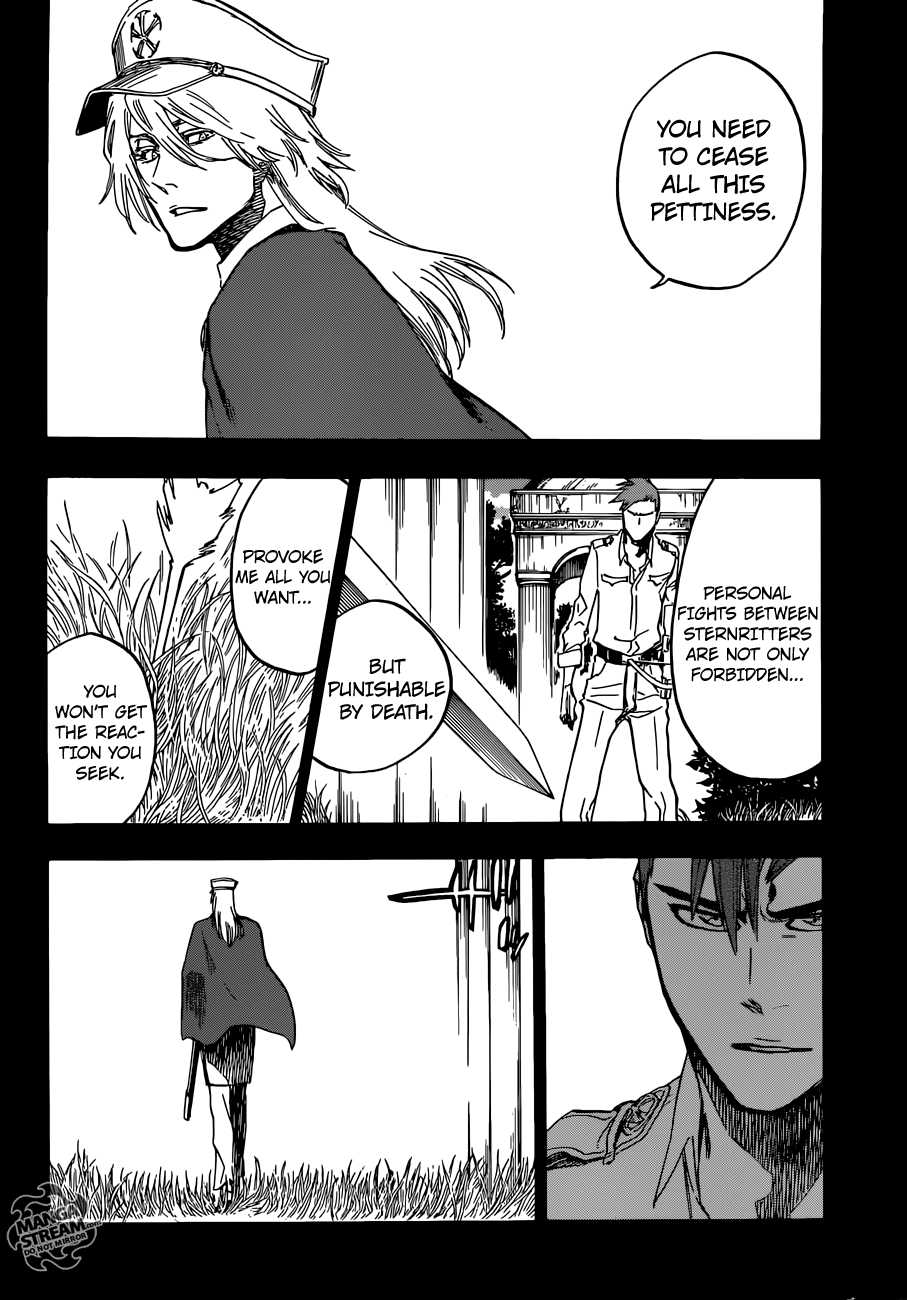 YOU NEED
TO CEASE
ALL THIS
PETTINESS.
PERSONAL
FIGHTS BETWEEN
STERNRITTERS
ARE NOT ONLY
FORBIDDEN...
BUT
PUNISHABLE
BY DEATH.
PROVOKE
ME ALL YOU
WANT...
YOU
WON'T GET
THE REAC-
TION YOU
SEEK.
MANGA
STREAM.com
DO NOT MIRROR!